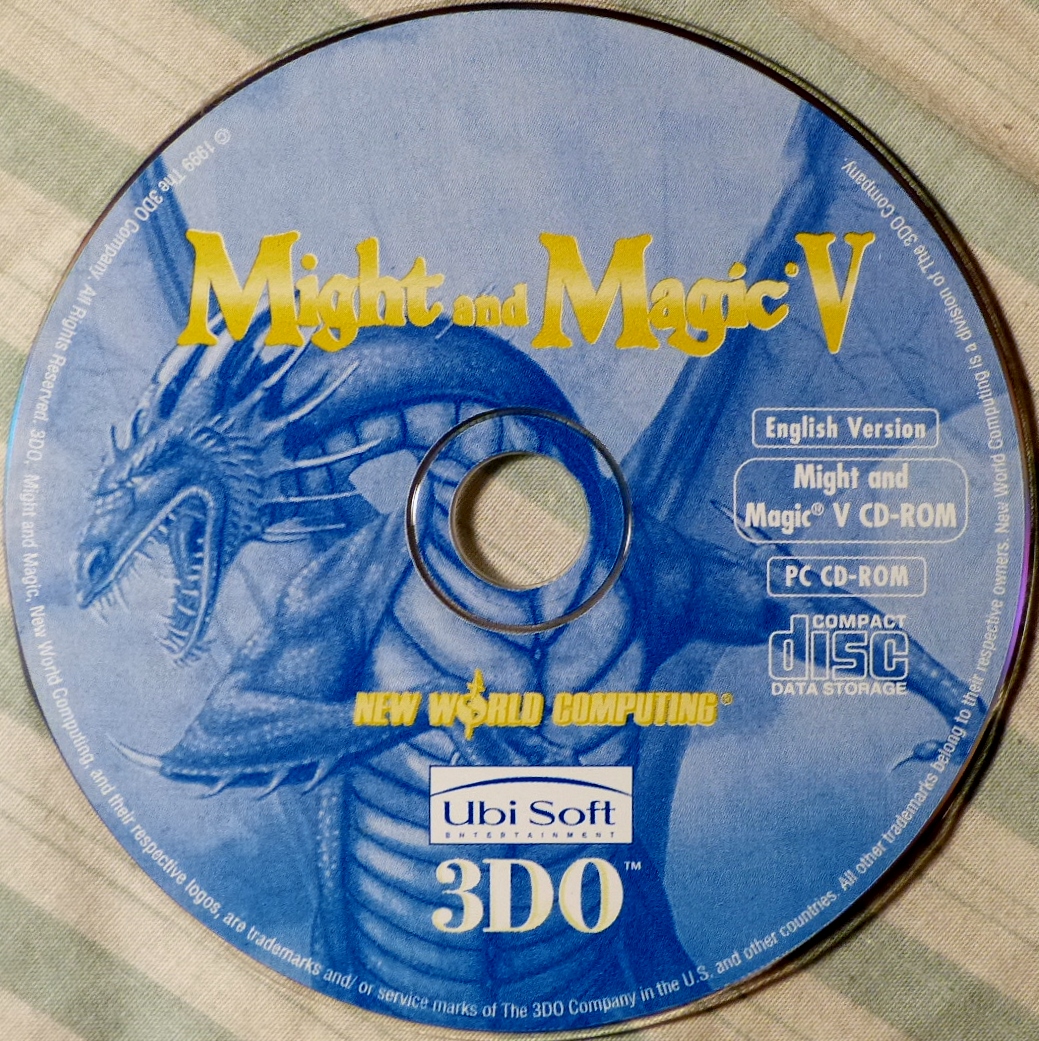 Might and Magic® V
English Version
Might and
Magic® V CD-ROM
PC CD-ROM
COMPACT
disc
DATA STORAGE
NEW WORLD COMPUTING®
Ubi Soft
ENTERTAINMENT
3DO™
© 1999 The 3DO Company. All Rights Reserved. 3DO, Might and Magic, New World Computing, and their respective logos, are trademarks and/ or service marks of The 3DO Company in the U.S. and other countries. All other trademarks belong to their respective owners. New World Computing is a division of The 3DO Company.